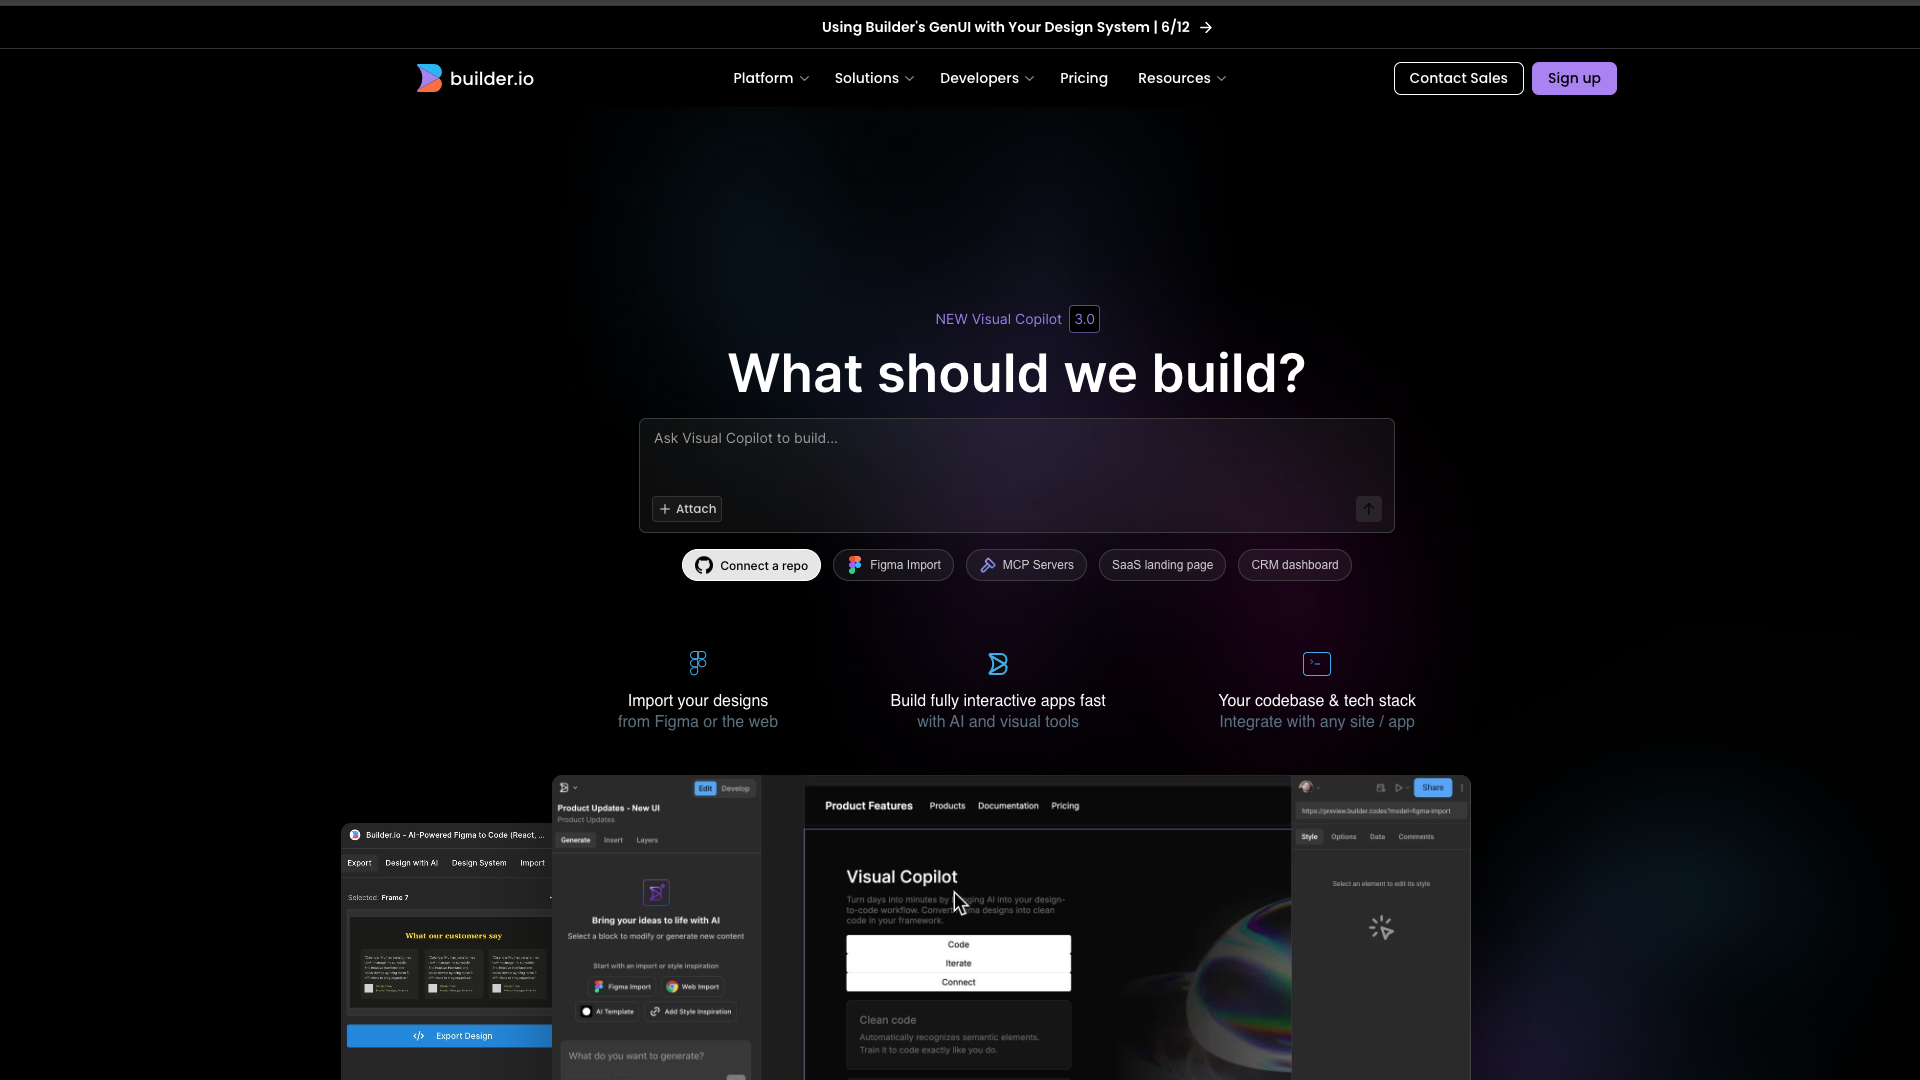 Using Builder's GenUI with Your Design System | 6/12 →
builder.io
Platform
Solutions
Developers
Pricing
Resources
Contact Sales
Sign up
NEW Visual Copilot 3.0
What should we build?
Ask Visual Copilot to build...
+ Attach
Connect a repo
Figma Import
MCP Servers
SaaS landing page
CRM dashboard
Import your designs
from Figma or the web
Build fully interactive apps fast
with AI and visual tools
Your codebase & tech stack
Integrate with any site / app
Builder.io - AI-Powered Figma to Code (React, ...
Export
Design with AI
Design System
Import
Selected: Frame 7
What our customers say
</> Export Design
Edit
Develop
Product Updates - New UI
Product Updates
Generate
Insert
Layers
Bring your ideas to life with AI
Select a block to modify or generate new content
Start with an import or style inspiration
Figma Import
Web Import
AI Template
Add Style Inspiration
What do you want to generate?
Product Features
Products
Documentation
Pricing
Visual Copilot
Turn days into minutes by ging AI into your design-
to-code workflow. Convert ma designs into clean
code in your framework.
Code
Iterate
Connect
Clean code
Automatically recognizes semantic elements.
Train it to code exactly like you do.
Share
https://preview.builder.codes?model=figma-import
Style
Options
Data
Comments
Select an element to edit its style